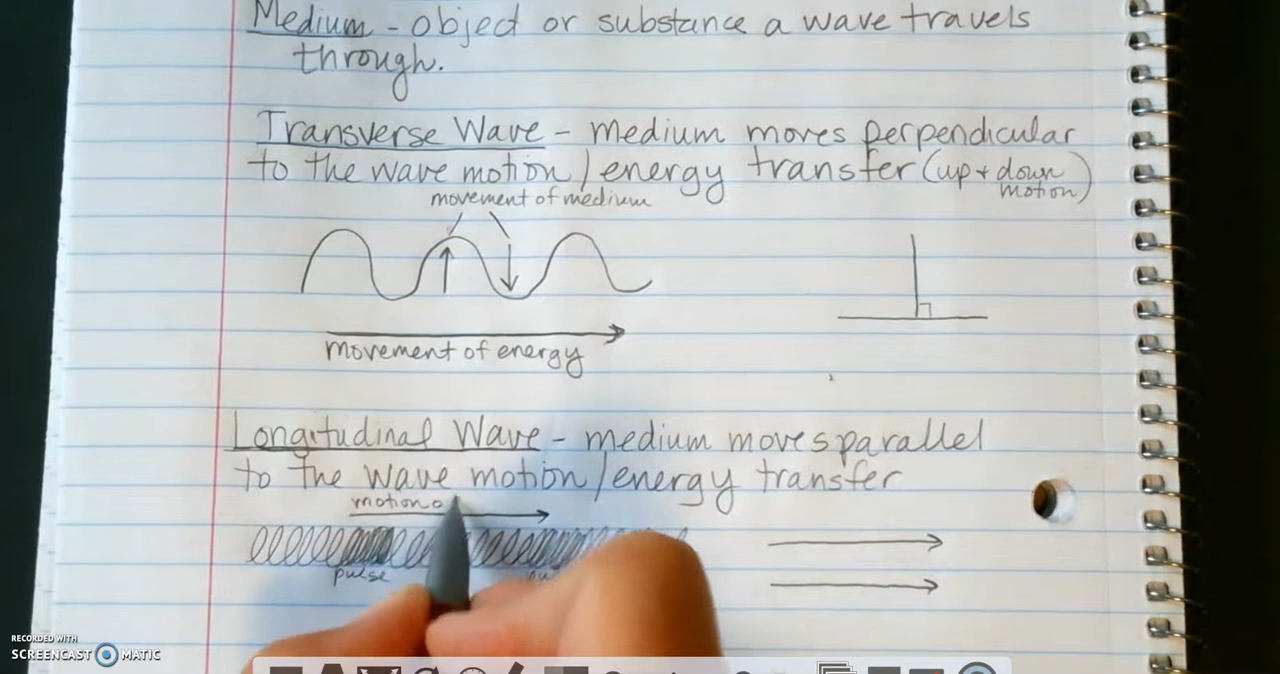 Medium - object or substance a wave travels
through.
Transverse Wave - medium moves perpendicular
to the wave motion/energy transfer (up + down
motion)
movement of medium
movement of energy
Longitudinal Wave - medium moves parallel
to the wave motion/energy transfer
motion o
pulse
RECORDED WITH
SCREENCAST MATIC